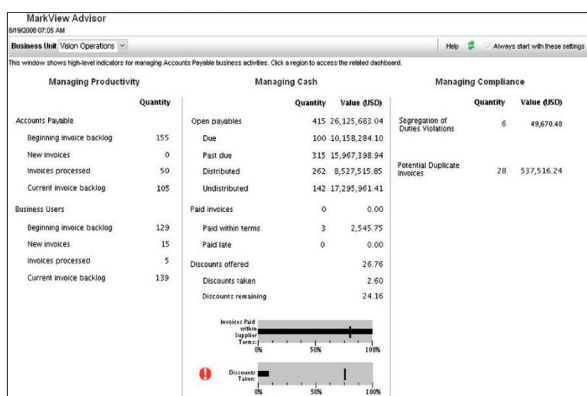 MarkView Advisor
8/19/2008 07:05 AM
Business Unit Vision Operations
Help Always start with these settings
This window shows high-level indicators for managing Accounts Payable business activities. Click a region to access the related dashboard.
Managing Productivity
Quantity
Accounts Payable
Beginning invoice backlog 155
New invoices 0
Invoices processed 50
Current invoice backlog 105
Business Users
Beginning invoice backlog 129
New invoices 15
Invoices processed 5
Current invoice backlog 139
Managing Cash
Quantity Value (USD)
Open payables 415 26,125,683.04
Due 100 10,158,284.10
Past due 315 15,967,398.94
Distributed 262 8,527,515.85
Undistributed 142 17,295,961.41
Paid invoices 0 0.00
Paid within terms 3 2,545.75
Paid late 0 0.00
Discounts offered 26.76
Discounts taken 2.60
Discounts remaining 24.16
Invoices Paid
within
Supplier
Terms:
0% 50% 100%
Discounts
Taken:
0% 50% 100%
Managing Compliance
Quantity Value (USD)
Segregation of
Duties Violations 6 49,670.48
Potential Duplicate
Invoices 28 537,516.24